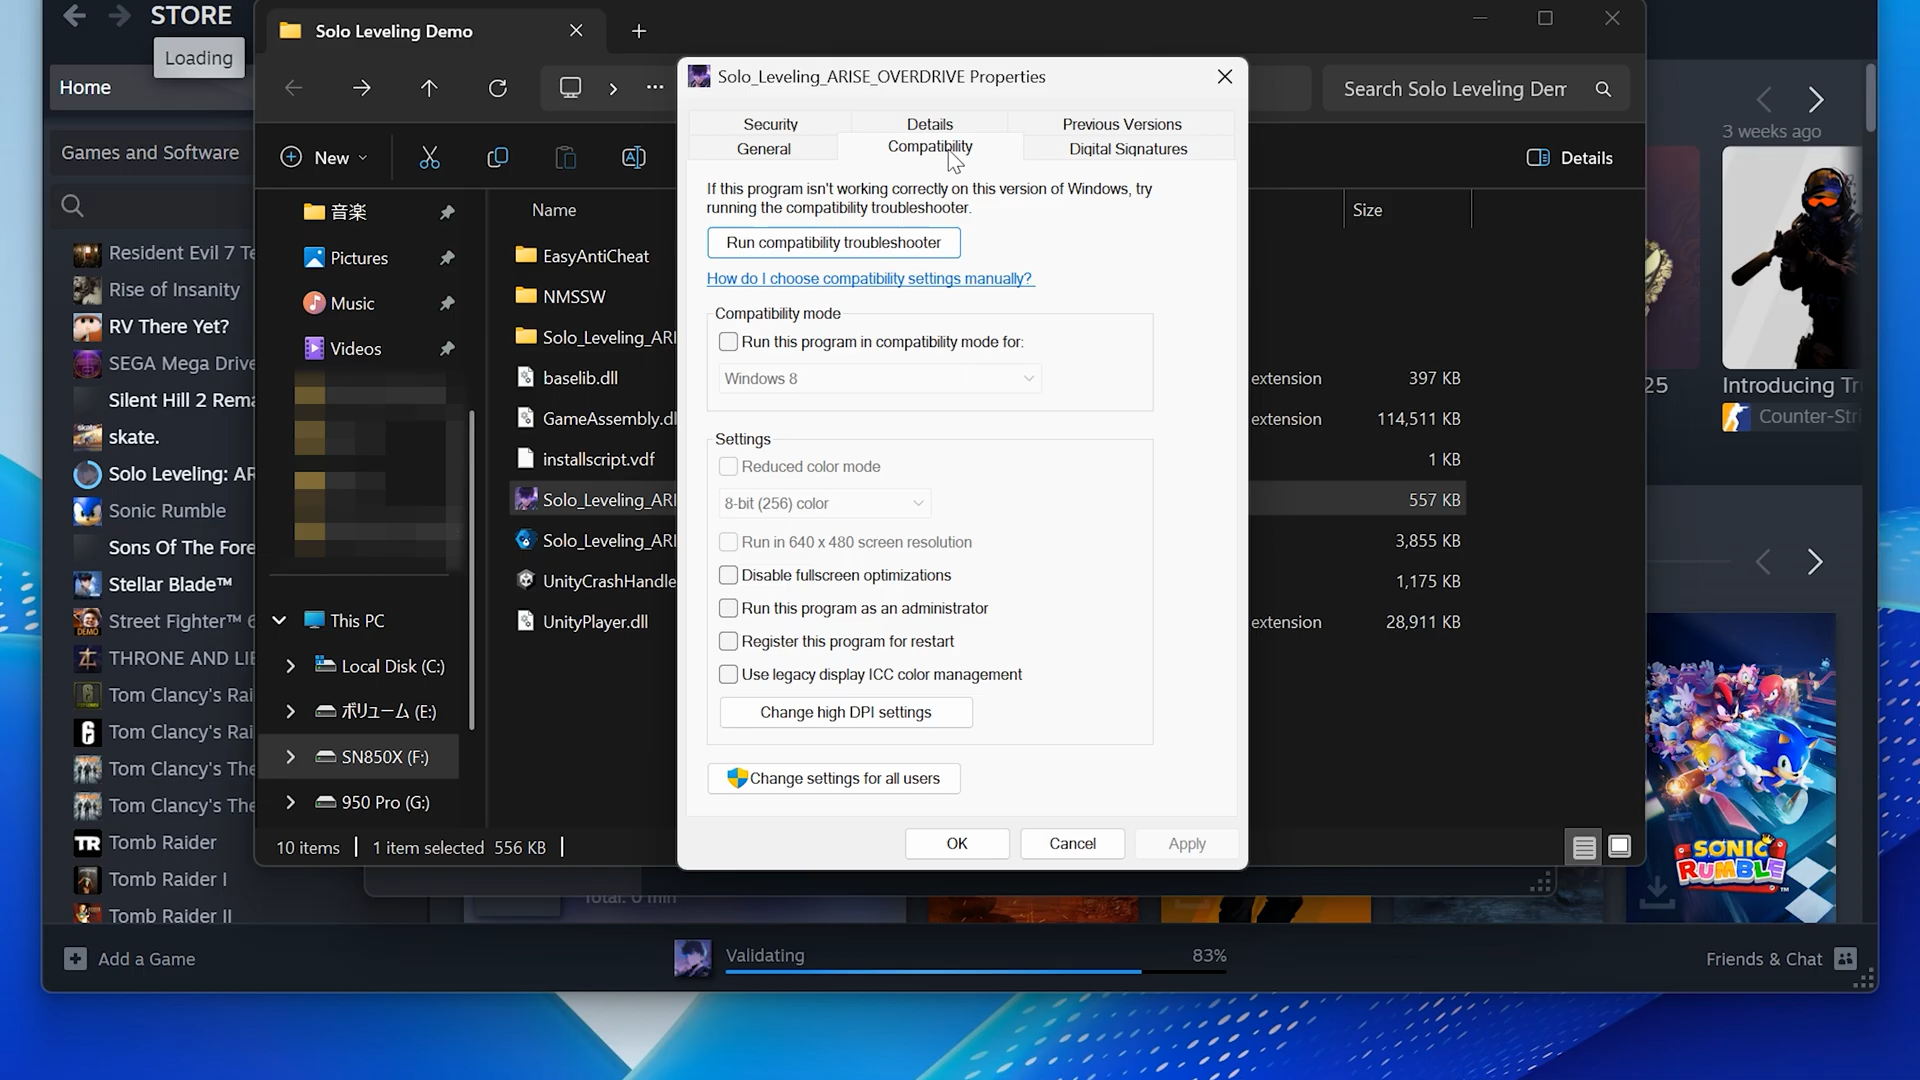 STORE
Loading
Home
Games and Software
Resident Evil 7 Te
Rise of Insanity
RV There Yet?
SEGA Mega Drive
Silent Hill 2 Rema
skate.
Solo Leveling: AR
Sonic Rumble
Sons Of The Fore
Stellar Blade™
Street Fighter™ 6
THRONE AND LIE
Tom Clancy's Rai
Tom Clancy's Rai
Tom Clancy's The
Tom Clancy's The
Tomb Raider
Tomb Raider I
Tomb Raider II
Add a Game
Solo Leveling Demo
Search Solo Leveling Dem
New
Details
音楽
Pictures
Music
Videos
This PC
Local Disk (C:)
ボリューム (E:)
SN850X (F:)
950 Pro (G:)
Name
Size
EasyAntiCheat
NMSSW
Solo_Leveling_ARI
baselib.dll
extension
397 KB
GameAssembly.dl
extension
114,511 KB
installscript.vdf
1 KB
Solo_Leveling_ARI
557 KB
Solo_Leveling_ARI
3,855 KB
UnityCrashHandle
1,175 KB
UnityPlayer.dll
extension
28,911 KB
10 items
1 item selected 556 KB
Solo_Leveling_ARISE_OVERDRIVE Properties
Security
Details
Previous Versions
General
Compatibility
Digital Signatures
If this program isn't working correctly on this version of Windows, try
running the compatibility troubleshooter.
Run compatibility troubleshooter
How do I choose compatibility settings manually?
Compatibility mode
Run this program in compatibility mode for:
Windows 8
Settings
Reduced color mode
8-bit (256) color
Run in 640 x 480 screen resolution
Disable fullscreen optimizations
Run this program as an administrator
Register this program for restart
Use legacy display ICC color management
Change high DPI settings
Change settings for all users
OK
Cancel
Apply
3 weeks ago
25
Introducing Tr
Counter-Stri
SONIC
RUMBLE
Total: 0 min
Validating
83%
Friends & Chat